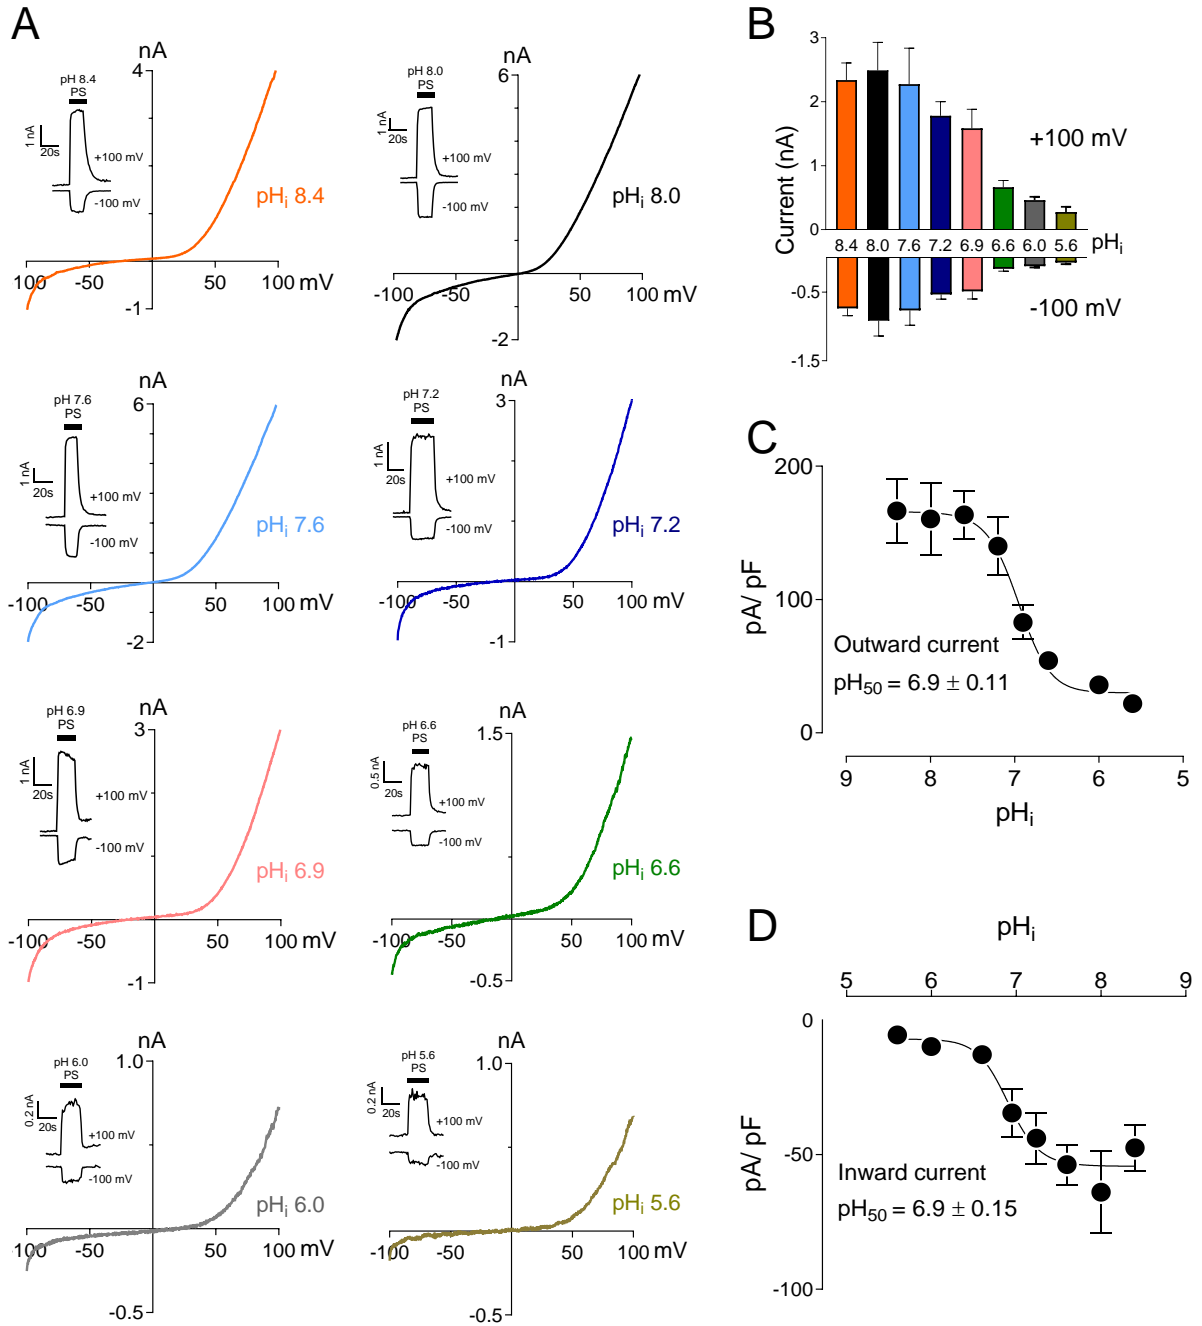 A
nA
4
pH 8.4
PS
1 nA
20s
+100 mV
-100 mV
pHi 8.4
-100
-50
50
100 mV
-1
nA
6
pH 8.0
PS
1 nA
20s
+100 mV
-100 mV
pHi 8.0
-100
-50
50
100 mV
-2
nA
6
pH 7.6
PS
1 nA
20s
+100 mV
-100 mV
pHi 7.6
-100
-50
50
100 mV
-2
nA
3
pH 7.2
PS
1 nA
20s
+100 mV
-100 mV
pHi 7.2
-100
-50
50
100 mV
-1
nA
3
pH 6.9
PS
1 nA
20s
+100 mV
-100 mV
pHi 6.9
-100
-50
50
100 mV
-1
nA
1.5
pH 6.6
PS
0.5 nA
20s
+100 mV
-100 mV
pHi 6.6
-100
-50
50
100 mV
-0.5
nA
1.0
pH 6.0
PS
0.2 nA
20s
+100 mV
-100 mV
pHi 6.0
-100
-50
50
100 mV
-0.5
nA
1.0
pH 5.6
PS
0.2 nA
20s
+100 mV
-100 mV
pHi 5.6
-100
-50
50
100 mV
-0.5
B
Current (nA)
3
2
1
0
+100 mV
8.4 8.0 7.6 7.2 6.9 6.6 6.0 5.6 pHi
-0.5
-1.5
-100 mV
C
pA/ pF
200
100
0
Outward current
pH50 = 6.9 ± 0.11
9 8 7 6 5
pHi
D
pHi
5 6 7 8 9
pA/ pF
0
-50
-100
Inward current
pH50 = 6.9 ± 0.15